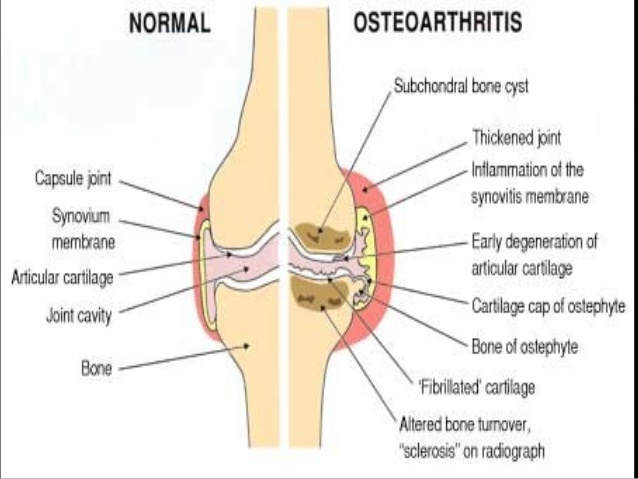 NORMAL
OSTEOARTHRITIS
Capsule joint
Synovium
membrane
Articular cartilage
Joint cavity
Bone
Subchondral bone cyst
Thickened joint
Inflammation of the
synovitis membrane
Early degeneration of
articular cartilage
Cartilage cap of ostephyte
Bone of ostephyte
'Fibrillated' cartilage
Altered bone turnover,
"sclerosis" on radiograph